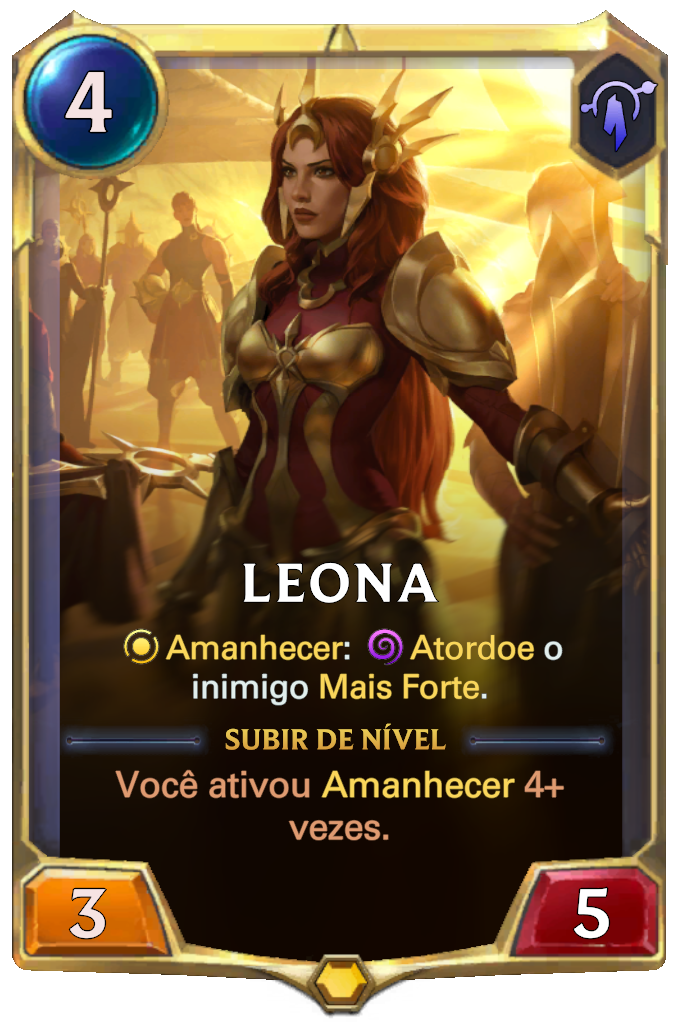 4
LEONA
Amanhecer: Atordoe o
inimigo Mais Forte.
SUBIR DE NÍVEL
Você ativou Amanhecer 4+
vezes.
3
5